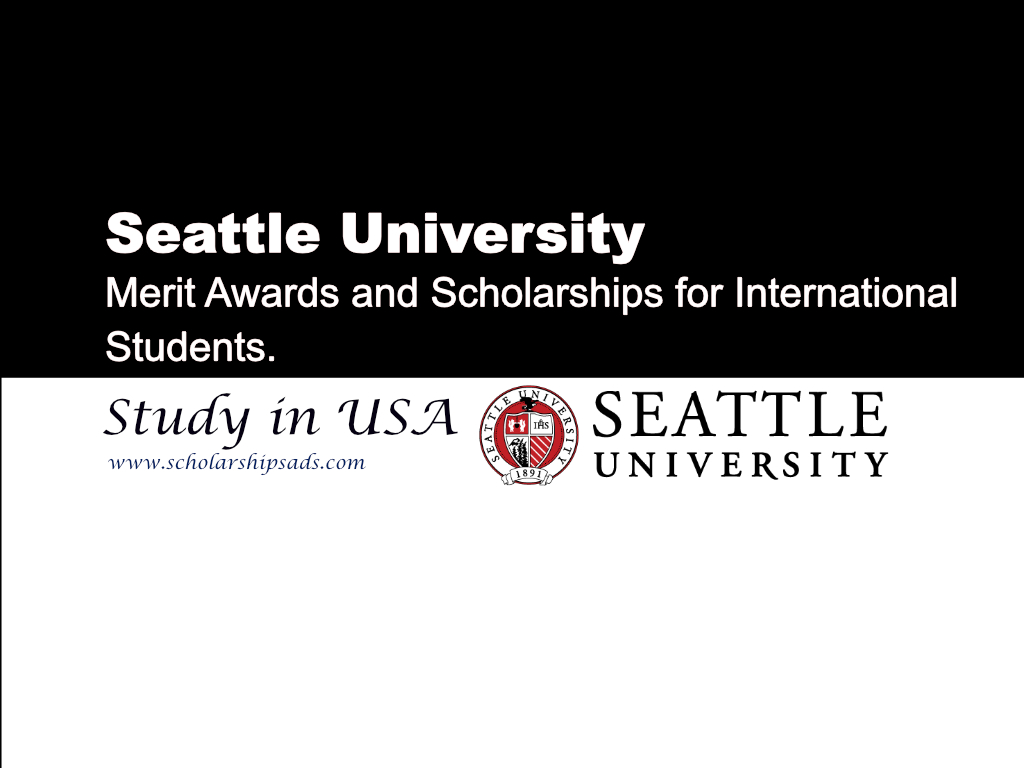 Seattle University
Merit Awards and Scholarships for International
Students.
Study in USA
www.scholarshipsads.com
SEATTLE UNIVERSITY
IHS
1891
SEATTLE
UNIVERSITY